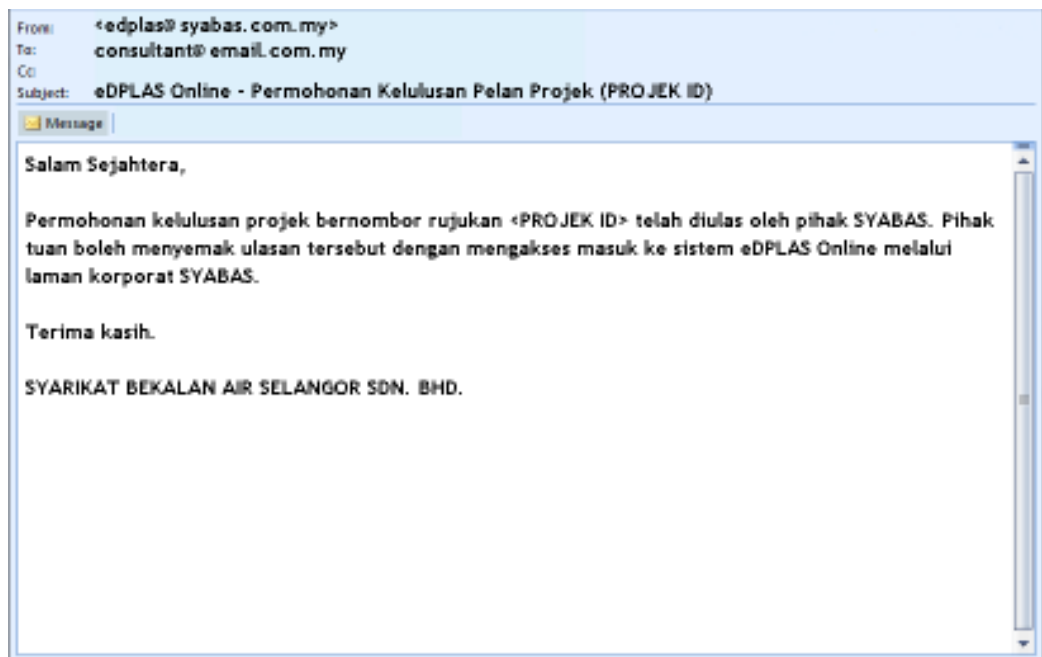 From: <edplas@ syabas.com.my>
To: consultant@ email.com.my
Cc:
Subject: eDPLAS Online - Permohonan Kelulusan Pelan Projek (PROJEK ID)
Message
Salam Sejahtera,
Permohonan kelulusan projek bernombor rujukan <PROJEK ID> telah diulas oleh pihak SYABAS. Pihak
tuan boleh menyemak ulasan tersebut dengan mengakses masuk ke sistem eDPLAS Online melalui
laman korporat SYABAS.
Terima kasih.
SYARIKAT BEKALAN AIR SELANGOR SDN. BHD.